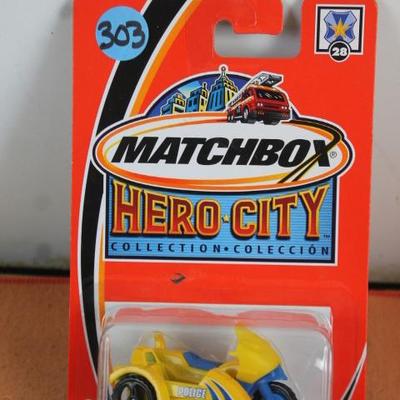 303
28
MATCHBOX
HERO CITY
COLLECTION • COLECCIÓN
POLICE